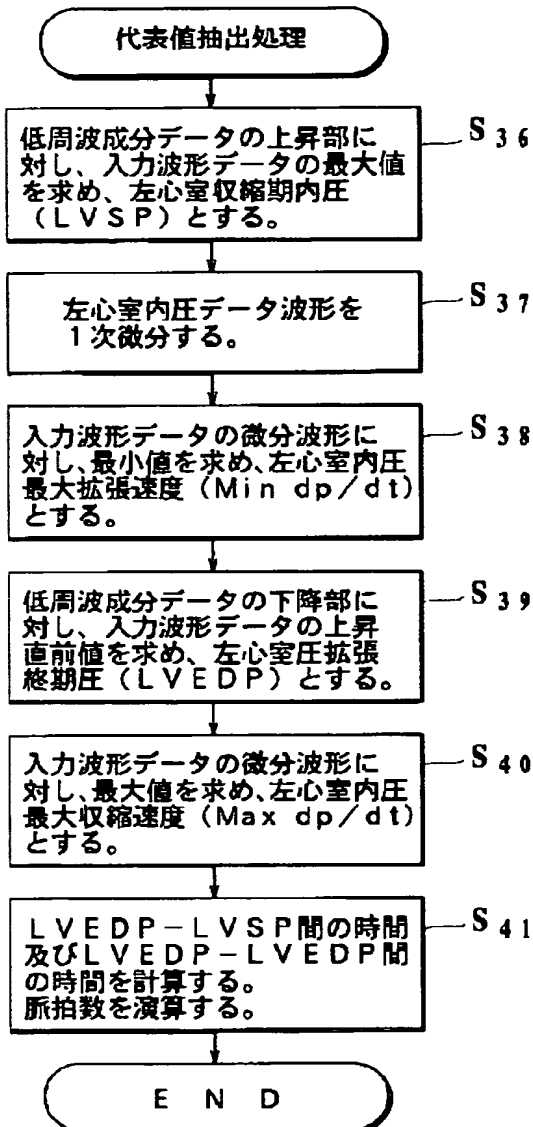 代表値抽出処理
低周波成分データの上昇部に
対し、入力波形データの最大値
を求め、左心室収縮期内圧
(LVSP)とする。
S36
左心室内圧データ波形を
1次微分する。
S37
入力波形データの微分波形に
対し、最小値を求め、左心室内圧
最大拡張速度(Min dp/dt)
とする。
S38
低周波成分データの下降部に
対し、入力波形データの上昇
直前値を求め、左心室圧拡張
終期圧(LVEDP)とする。
S39
入力波形データの微分波形に
対し、最大値を求め、左心室内圧
最大収縮速度(Max dp/dt)
とする。
S40
LVEDP-LVSP間の時間
及びLVEDP-LVEDP間
の時間を計算する。
脈拍数を演算する。
S41
END